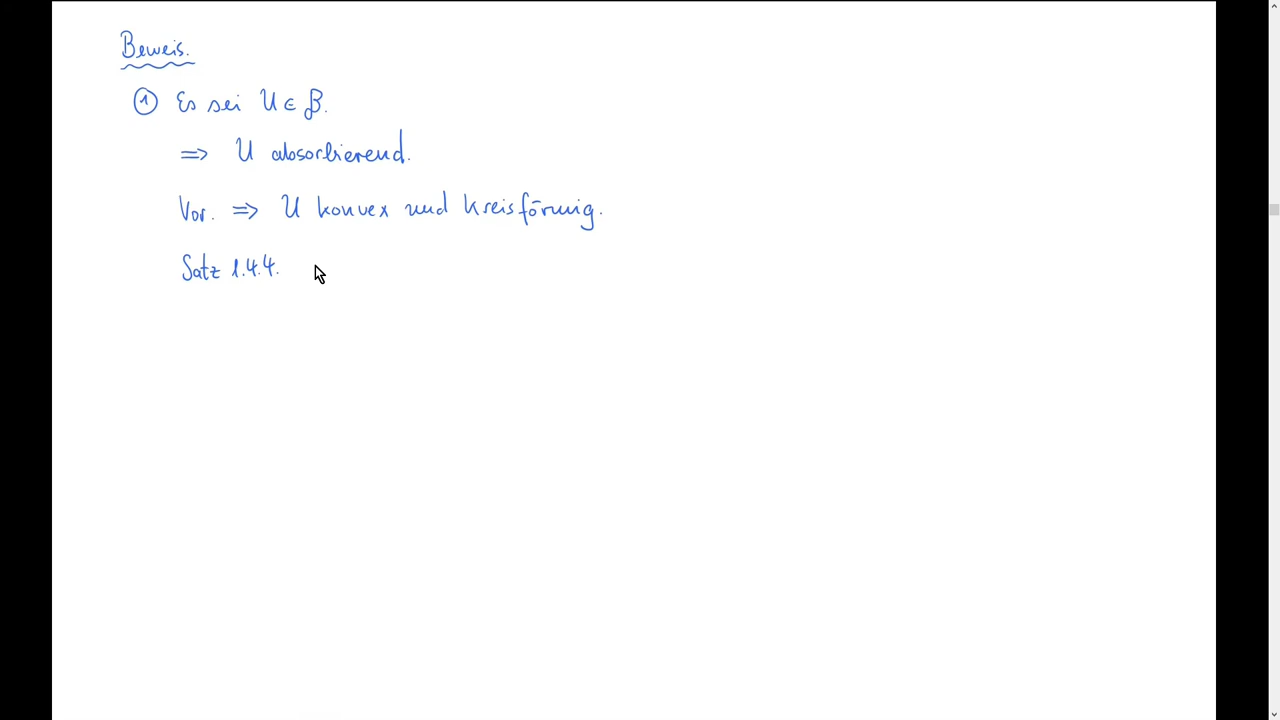 Beweis.
① Es sei U ∈ ℬ.
⟹ U absorbierend.
Vor. ⟹ U konvex und kreisförmig.
Satz 1.4.4.